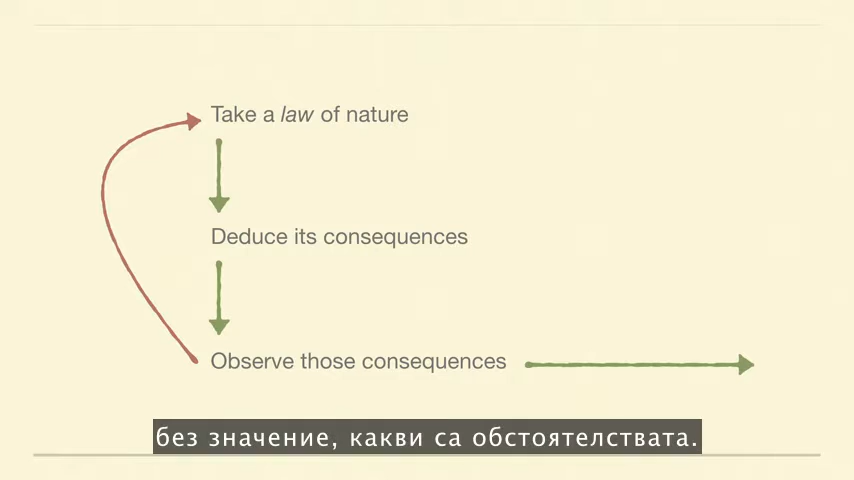 Take a law of nature
Deduce its consequences
Observe those consequences
без значение, какви са обстоятелствата.